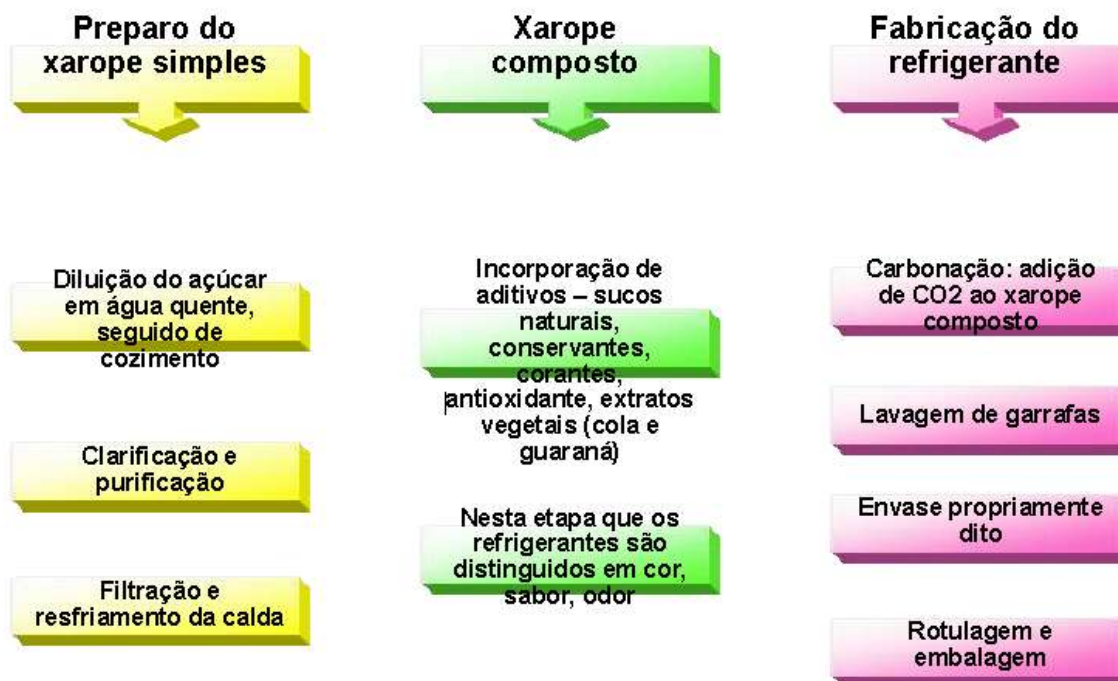 Preparo do
xarope simples
Diluição do açúcar
em água quente,
seguido de
cozimento
Clarificação e
purificação
Filtração e
resfriamento da calda
Xarope
composto
Incorporação de
aditivos – sucos
naturais,
conservantes,
corantes,
antioxidante, extratos
vegetais (cola e
guaraná)
Nesta etapa que os
refrigerantes são
distinguidos em cor,
sabor, odor
Fabricação do
refrigerante
Carbonação: adição
de CO2 ao xarope
composto
Lavagem de garrafas
Envase propriamente
dito
Rotulagem e
embalagem